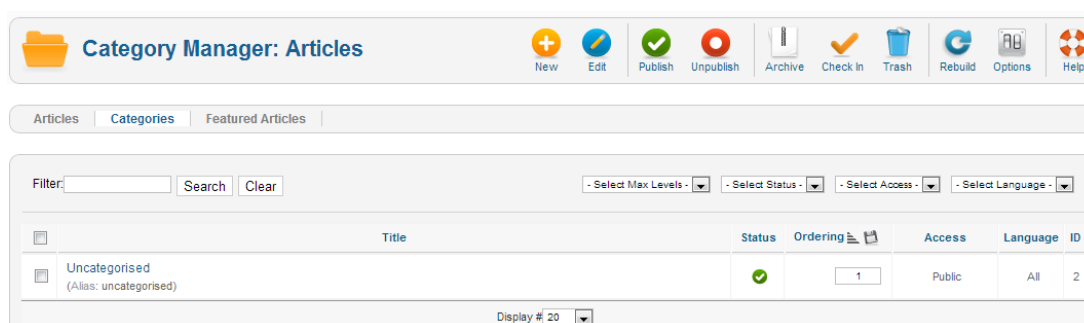 Category Manager: Articles
New Edit Publish Unpublish Archive Check In Trash Rebuild Options Help
Articles Categories Featured Articles
Filter: Search Clear - Select Max Levels - - Select Status - - Select Access - - Select Language -
Title Status Ordering Access Language ID
Uncategorised 1 Public All 2
(Alias: uncategorised)
Display # 20